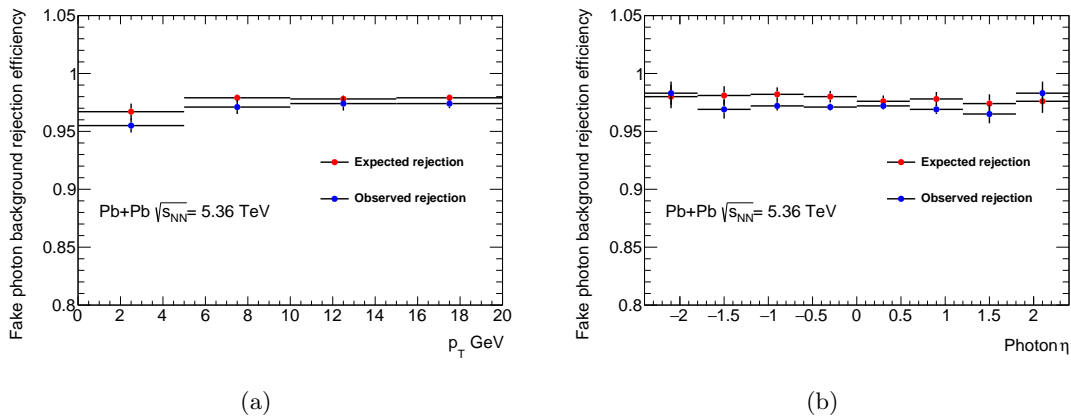 Fake photon background rejection efficiency
1.05
1
0.95
0.9
0.85
0.8
Expected rejection
Observed rejection
Pb+Pb √s_NN = 5.36 TeV
0 2 4 6 8 10 12 14 16 18 20
p_T GeV
(a)
Fake photon background rejection efficiency
1.05
1
0.95
0.9
0.85
0.8
Expected rejection
Observed rejection
Pb+Pb √s_NN = 5.36 TeV
−2 −1.5 −1 −0.5 0 0.5 1 1.5 2
Photon η
(b)